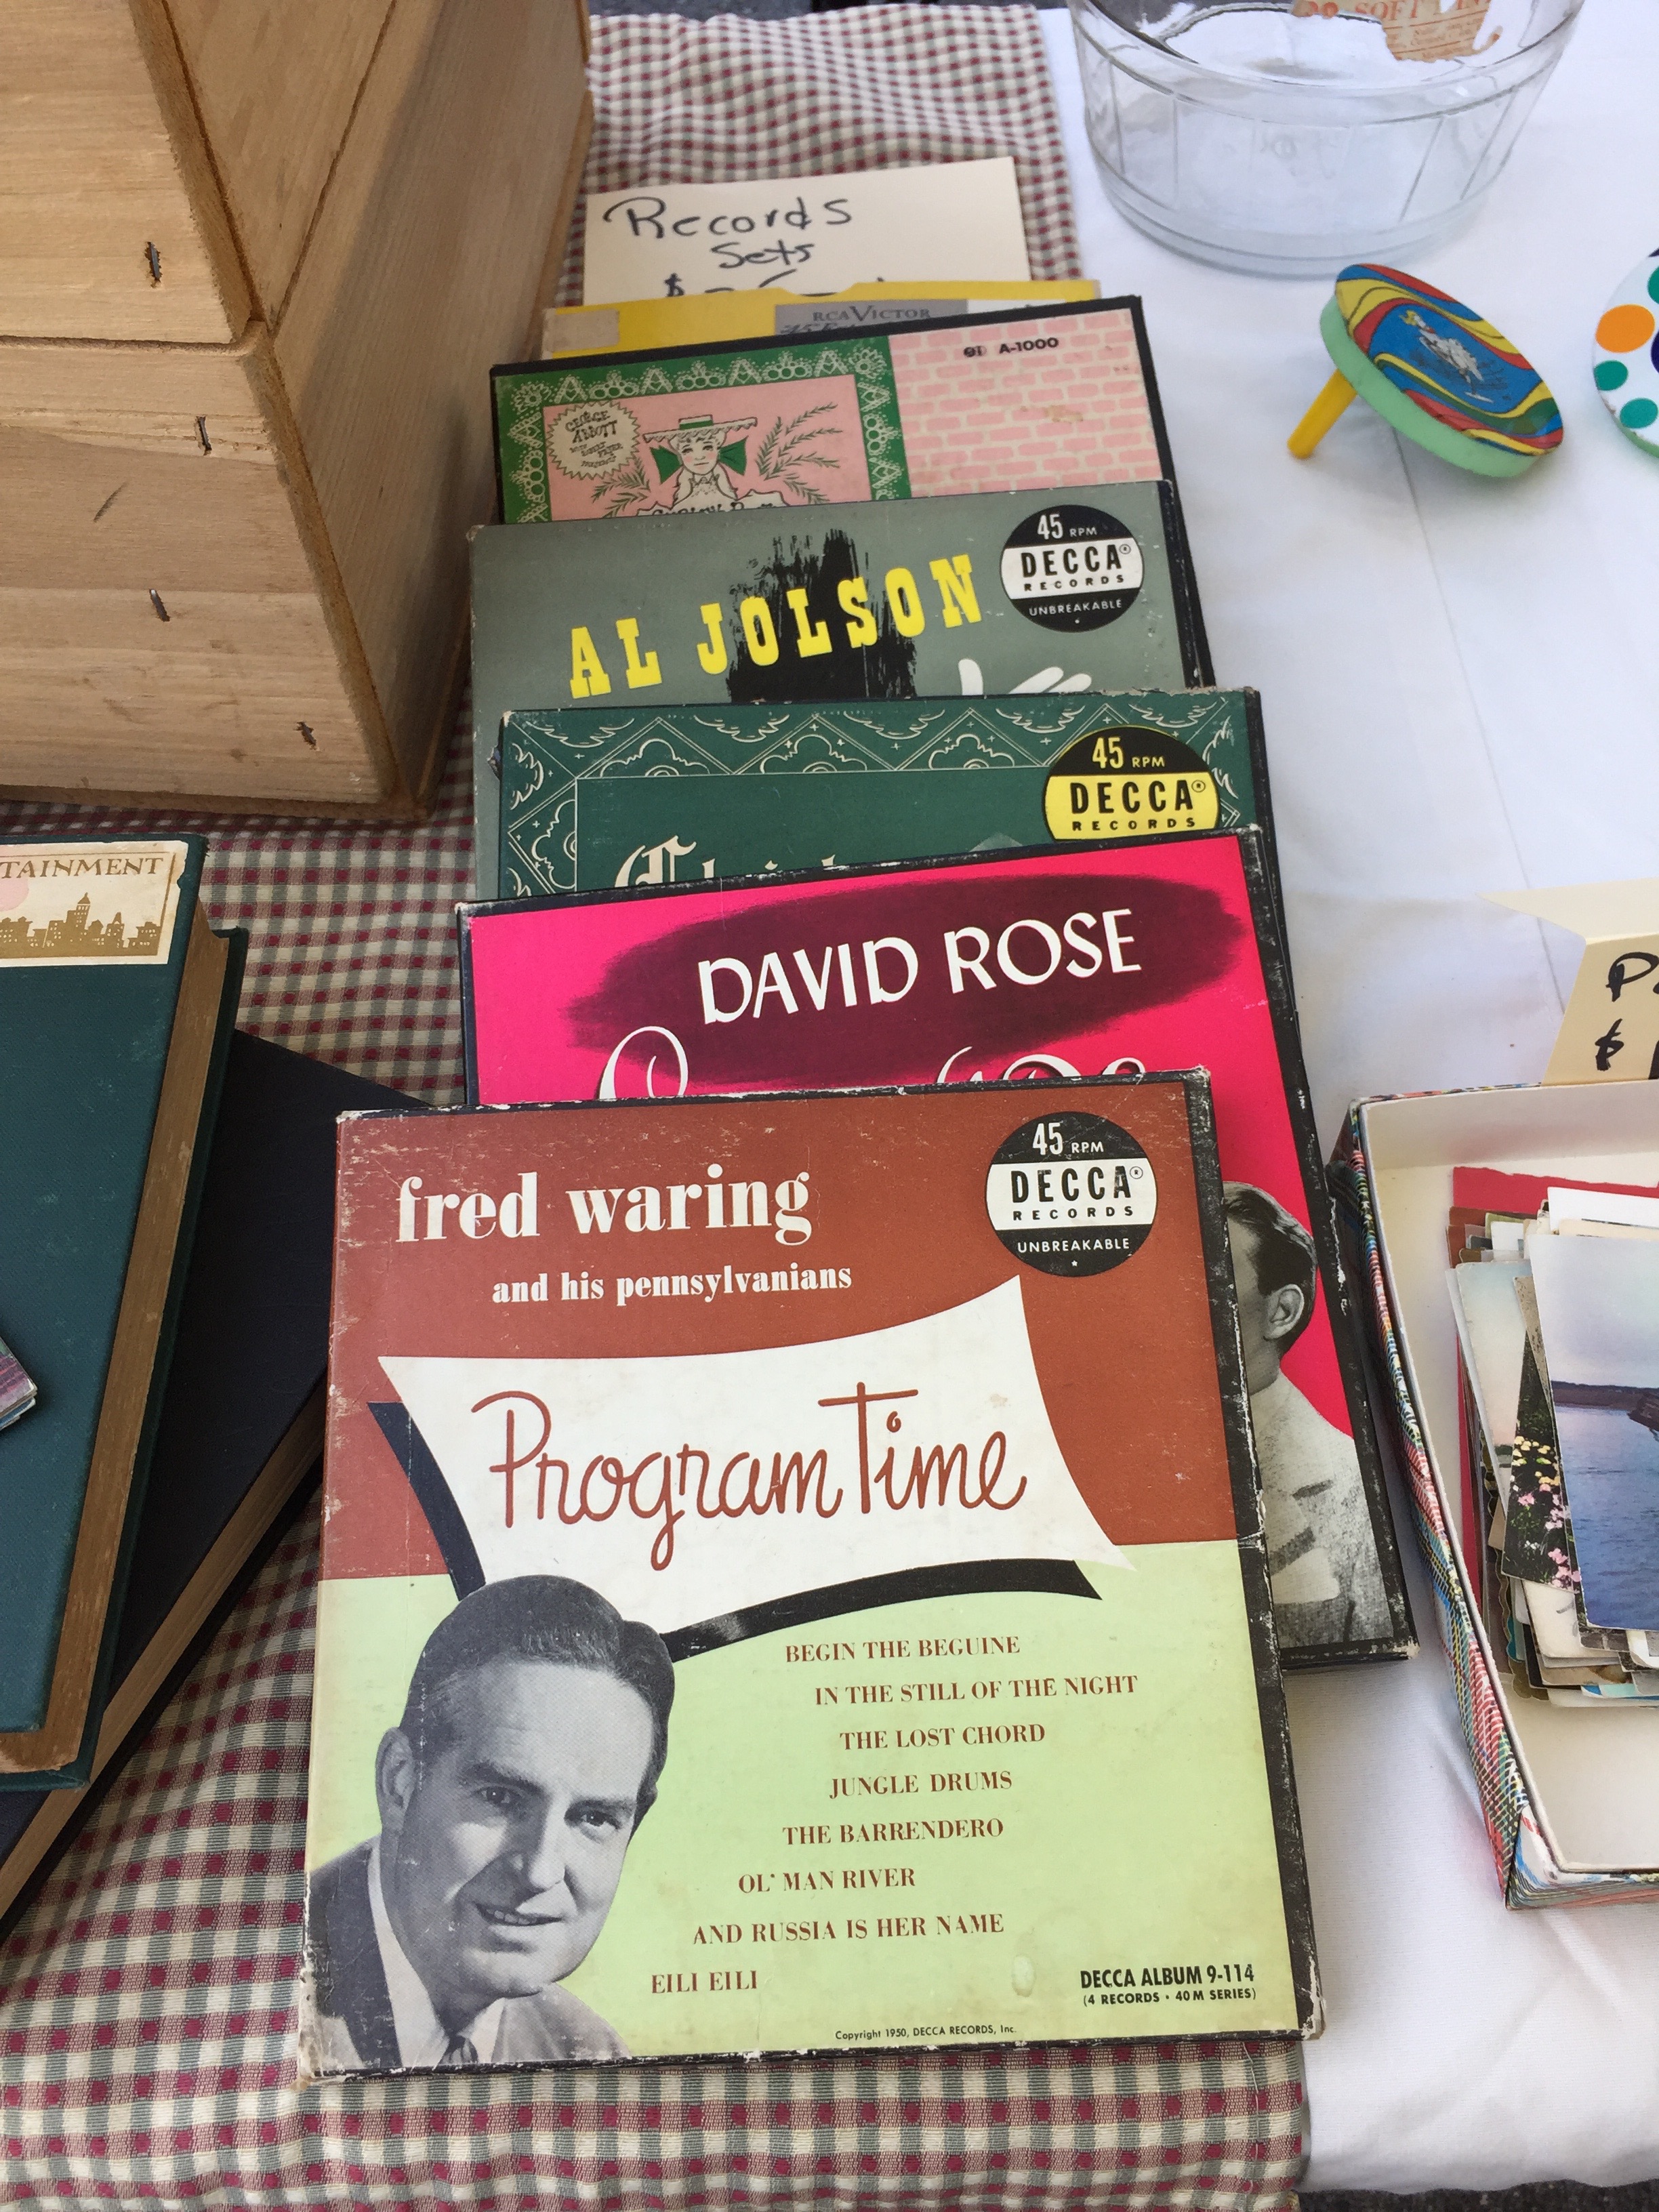 SOFT
Records
Sets
$
RCA VICTOR
A-1000
GEORGE
ABBOTT
AL JOLSON
45 RPM
DECCA®
RECORDS
UNBREAKABLE
45 RPM
DECCA®
RECORDS
TAINMENT
DAVID ROSE
$
fred waring
and his pennsylvanians
45 RPM
DECCA®
RECORDS
UNBREAKABLE
Program Time
BEGIN THE BEGUINE
IN THE STILL OF THE NIGHT
THE LOST CHORD
JUNGLE DRUMS
THE BARRENDERO
OL' MAN RIVER
AND RUSSIA IS HER NAME
EILI EILI
DECCA ALBUM 9-114
(4 RECORDS • 40 M SERIES)
Copyright 1950, DECCA RECORDS, Inc.